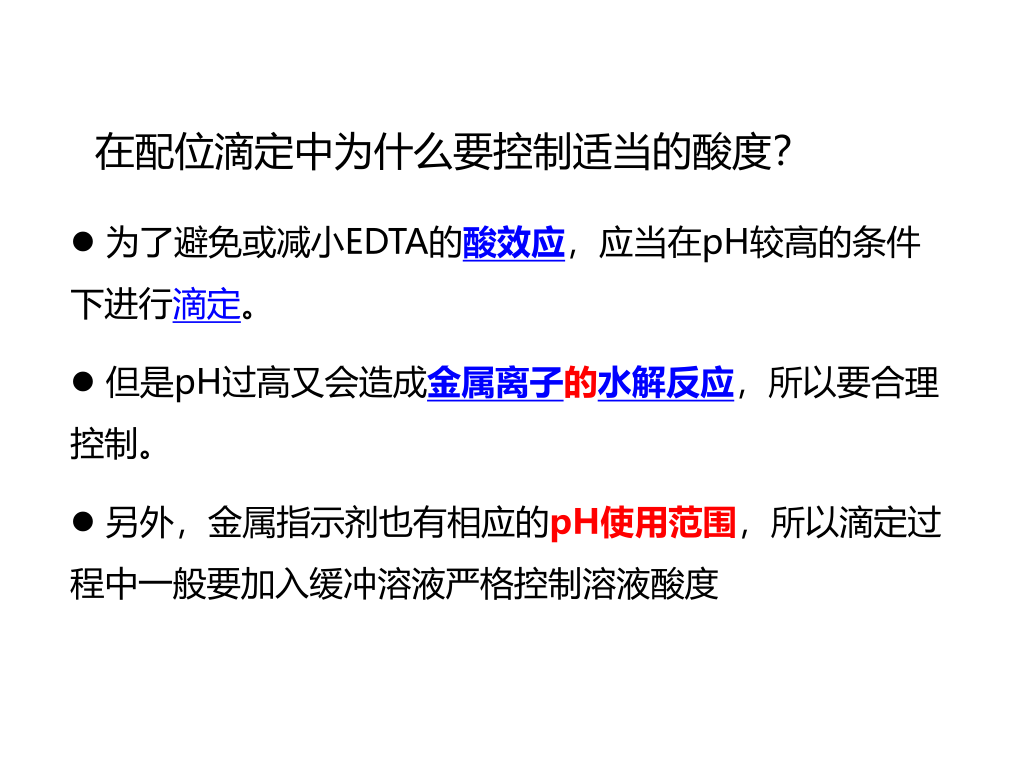 在配位滴定中为什么要控制适当的酸度？
● 为了避免或减小EDTA的酸效应，应当在pH较高的条件
下进行滴定。
● 但是pH过高又会造成金属离子的水解反应，所以要合理
控制。
● 另外，金属指示剂也有相应的pH使用范围，所以滴定过
程中一般要加入缓冲溶液严格控制溶液酸度